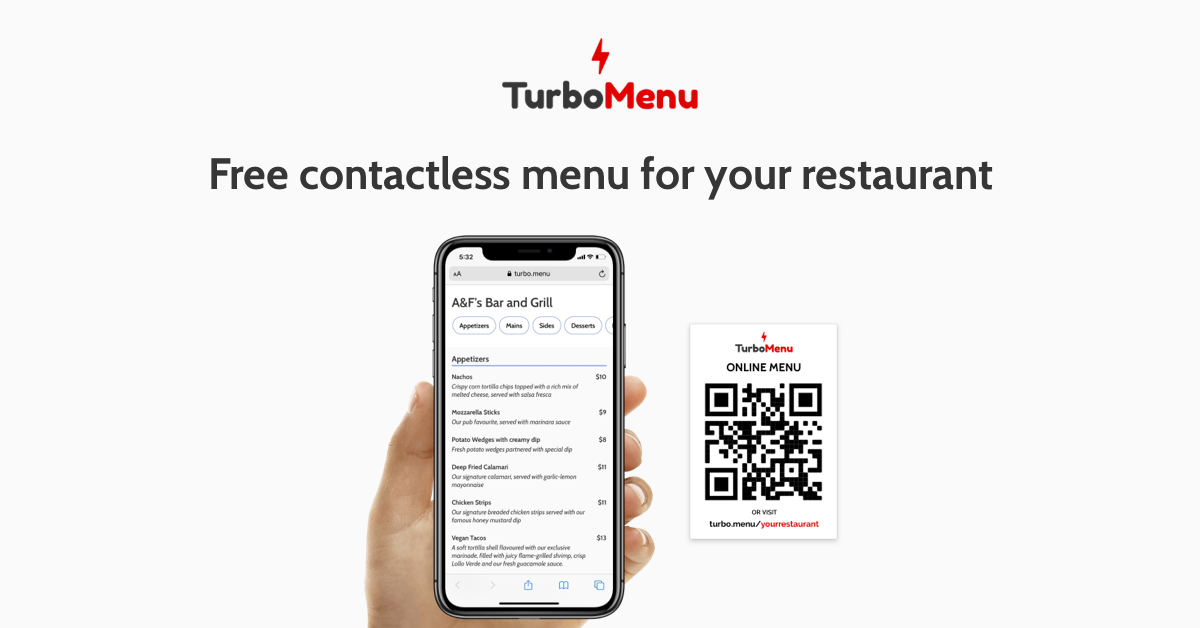 TurboMenu
Free contactless menu for your restaurant
5:32
AA turbo.menu
A&F's Bar and Grill
Appetizers Mains Sides Desserts
Appetizers
Nachos $10
Crispy corn tortilla chips topped with a rich mix of
melted cheese, served with salsa fresca
Mozzarella Sticks $9
Our pub favourite, served with marinara sauce
Potato Wedges with creamy dip $8
Fresh potato wedges partnered with special dip
Deep Fried Calamari $11
Our signature calamari, served with garlic-lemon
mayonnaise
Chicken Strips $11
Our signature breaded chicken strips served with our
famous honey mustard dip
Vegan Tacos $13
A soft tortilla shell flavoured with our exclusive
marinade, filled with juicy flame-grilled shrimp, crisp
Lollo Verde and our fresh guacamole sauce.
TurboMenu
ONLINE MENU
OR VISIT
turbo.menu/yourrestaurant